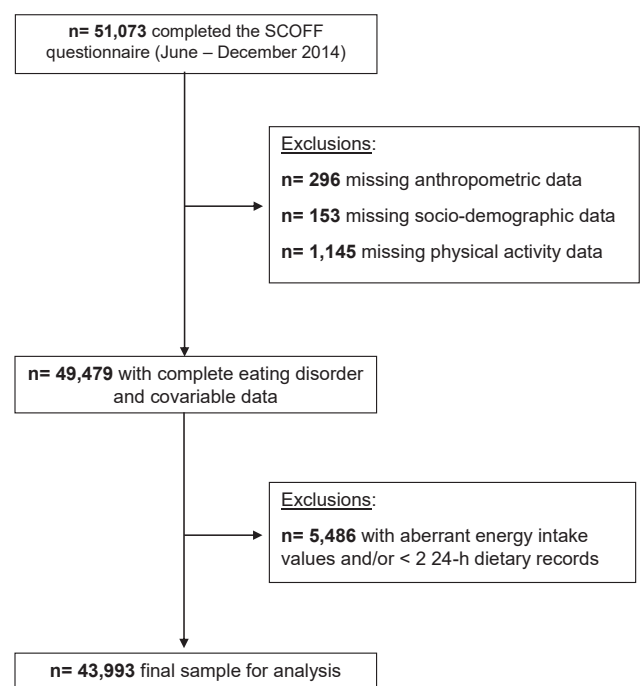 n= 51,073 completed the SCOFF
questionnaire (June – December 2014)
Exclusions:
n= 296 missing anthropometric data
n= 153 missing socio-demographic data
n= 1,145 missing physical activity data
n= 49,479 with complete eating disorder
and covariable data
Exclusions:
n= 5,486 with aberrant energy intake
values and/or < 2 24-h dietary records
n= 43,993 final sample for analysis